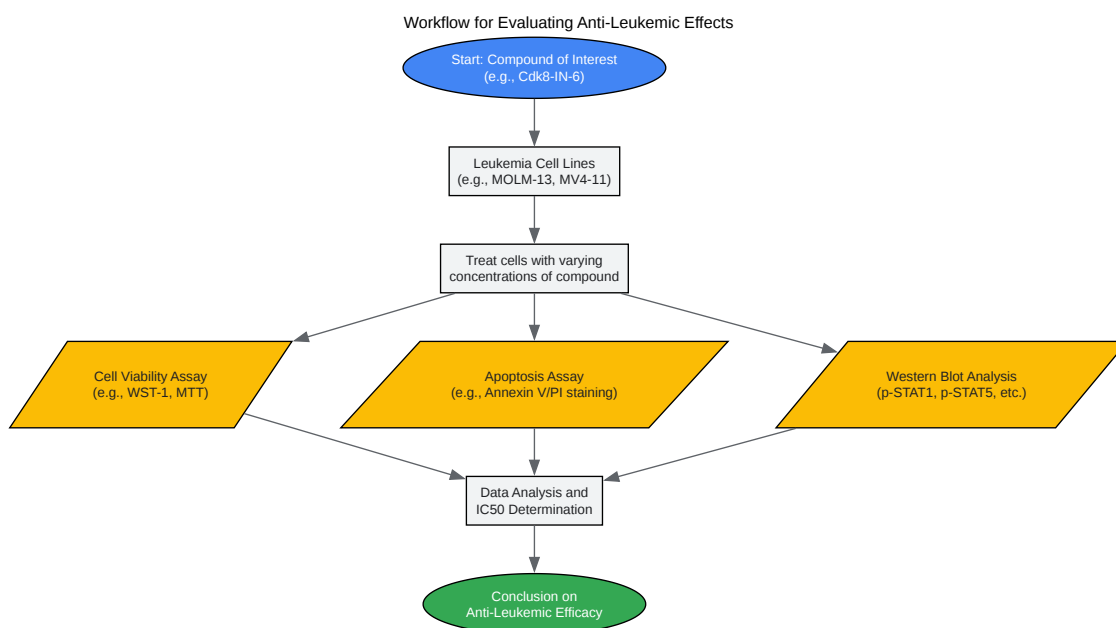 Workflow for Evaluating Anti-Leukemic Effects
Start: Compound of Interest
(e.g., Cdk8-IN-6)
Leukemia Cell Lines
(e.g., MOLM-13, MV4-11)
Treat cells with varying
concentrations of compound
Cell Viability Assay
(e.g., WST-1, MTT)
Apoptosis Assay
(e.g., Annexin V/PI staining)
Western Blot Analysis
(p-STAT1, p-STAT5, etc.)
Data Analysis and
IC50 Determination
Conclusion on
Anti-Leukemic Efficacy